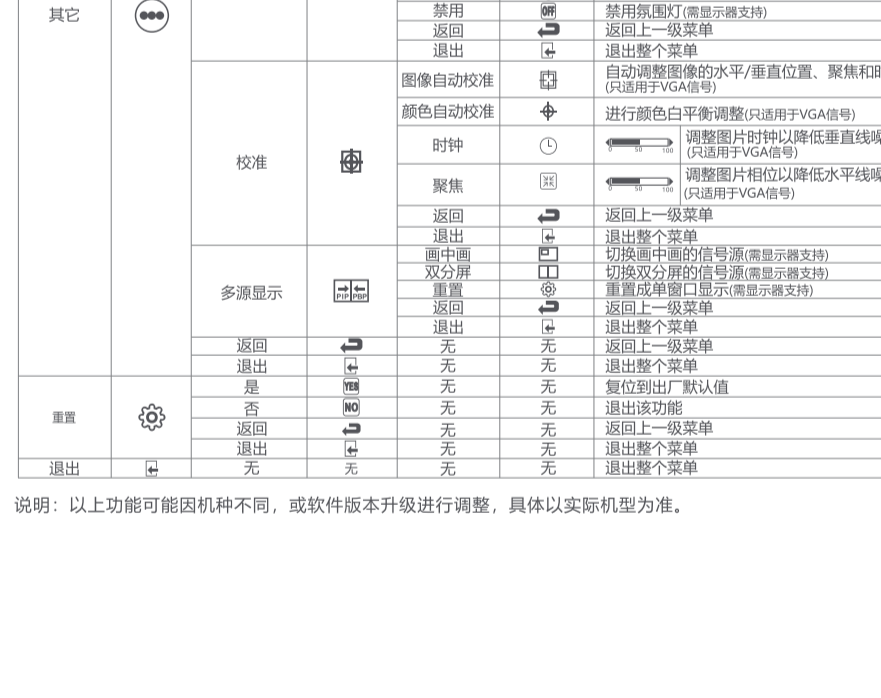 其它
禁用 OFF 禁用氛围灯(需显示器支持)
返回 返回上一级菜单
退出 退出整个菜单
校准
图像自动校准 自动调整图像的水平/垂直位置、聚焦和
(只适用于VGA信号)
颜色自动校准 进行颜色白平衡调整(只适用于VGA信号)
时钟 0 50 100 调整图片时钟以降低垂直线
(只适用于VGA信号)
聚焦 0 50 100 调整图片相位以降低水平线
(只适用于VGA信号)
返回 返回上一级菜单
退出 退出整个菜单
多源显示 PIP PBP
画中画 切换画中画的信号源(需显示器支持)
双分屏 切换双分屏的信号源(需显示器支持)
重置 重置成单窗口显示(需显示器支持)
返回 返回上一级菜单
退出 退出整个菜单
返回 无 无 返回上一级菜单
退出 无 无 退出整个菜单
重置
是 YES 无 无 复位到出厂默认值
否 NO 无 无 退出该功能
返回 无 无 返回上一级菜单
退出 无 无 退出整个菜单
退出 无 无 无 无 退出整个菜单
说明：以上功能可能因机种不同，或软件版本升级进行调整，具体以实际机型为准。